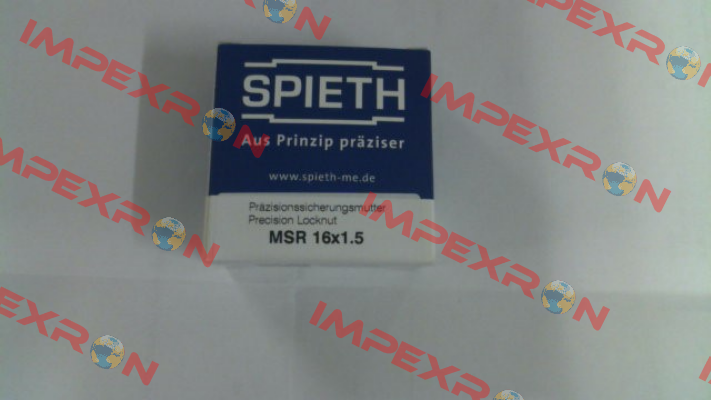 SPIETH
Aus Prinzip präziser
www.spieth-me.de
Präzisionssicherungsmutter
Precision Locknut
MSR 16x1.5
IMPEXRON
IMPEXRON
IMPEXRON
IMPEXRON
IMPEXRON
IMPEXRON
IMPEXRON
IMPEXRON